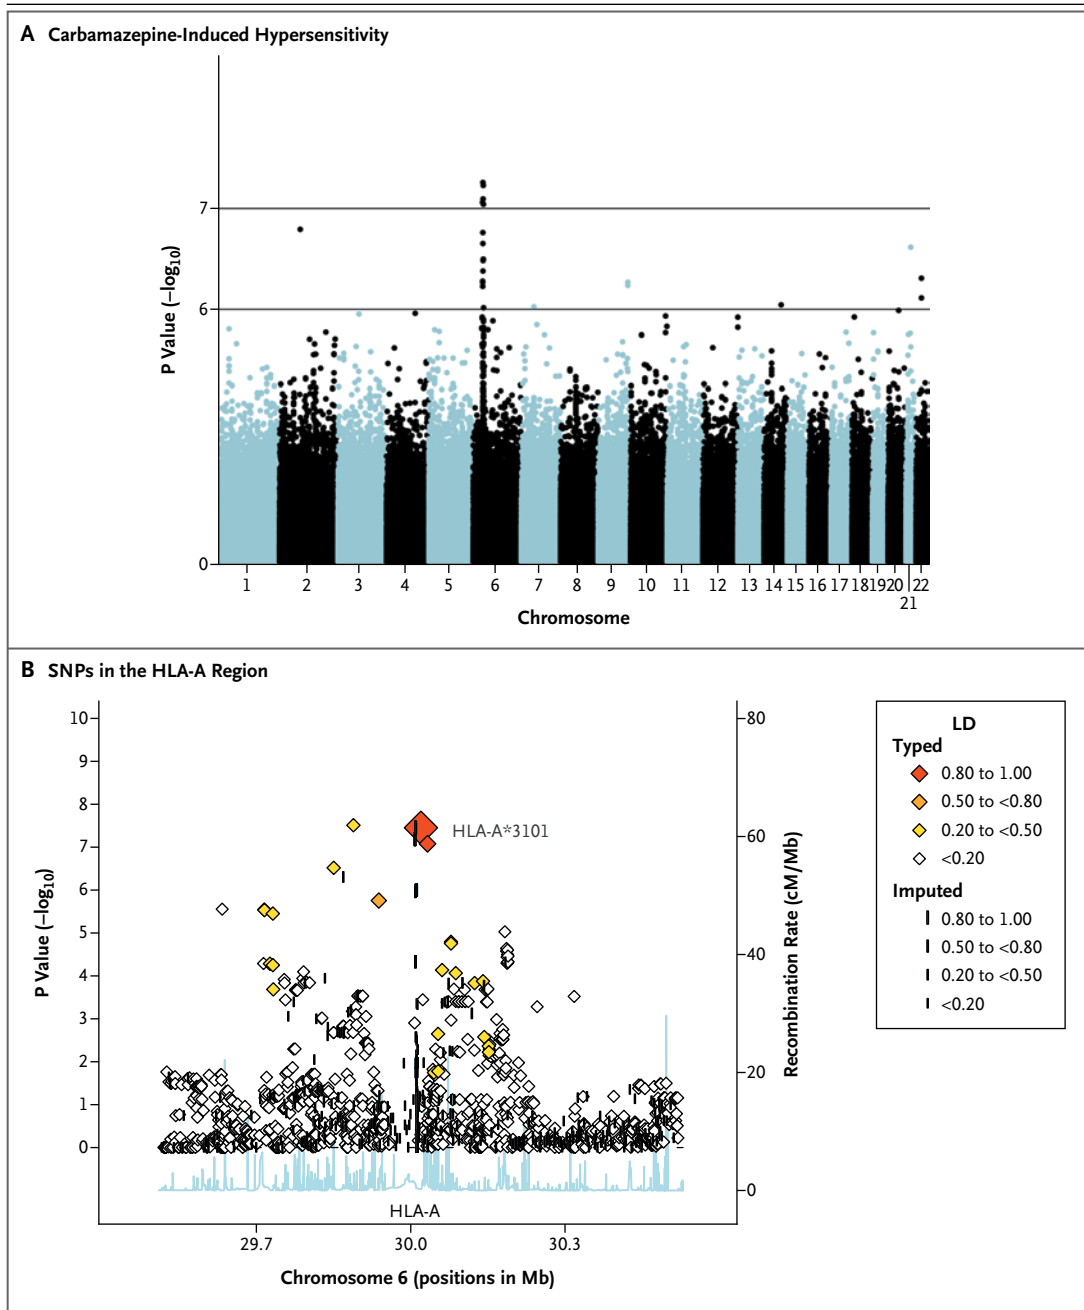 A Carbamazepine-Induced Hypersensitivity
P Value (−log10)
7
6
0
1 2 3 4 5 6 7 8 9 10 11 12 13 14 15 16 17 18 19 20 22
21
Chromosome
B SNPs in the HLA-A Region
P Value (−log10)
10
9
8
7
6
5
4
3
2
1
0
HLA-A*3101
HLA-A
80
60
40
20
0
Recombination Rate (cM/Mb)
29.7 30.0 30.3
Chromosome 6 (positions in Mb)
LD
Typed
0.80 to 1.00
0.50 to <0.80
0.20 to <0.50
<0.20
Imputed
0.80 to 1.00
0.50 to <0.80
0.20 to <0.50
<0.20